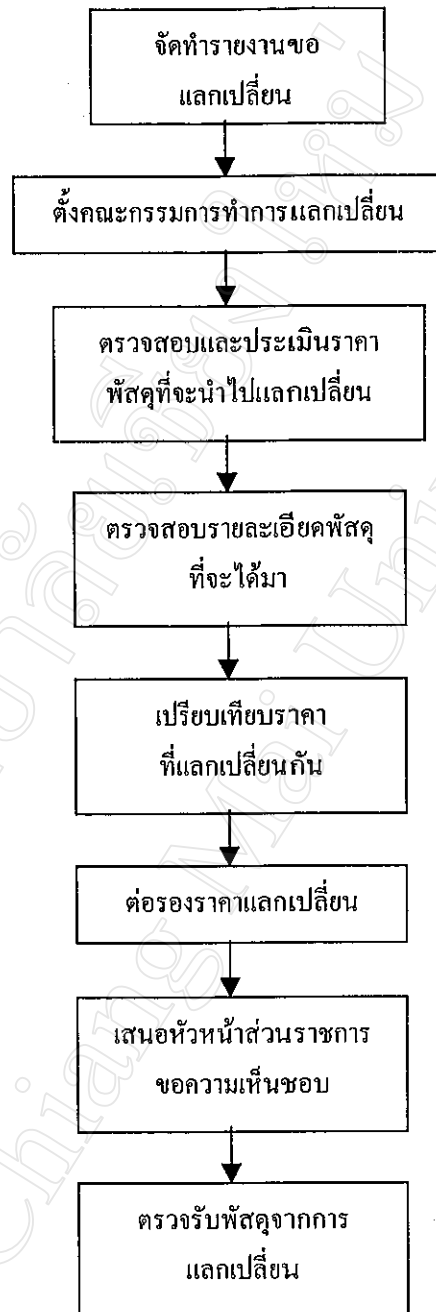 จัดทำรายงานขอ
แลกเปลี่ยน
ตั้งคณะกรรมการทำการแลกเปลี่ยน
ตรวจสอบและประเมินราคา
พัสดุที่จะนำไปแลกเปลี่ยน
ตรวจสอบรายละเอียดพัสดุ
ที่จะได้มา
เปรียบเทียบราคา
ที่แลกเปลี่ยนกัน
ต่อรองราคาแลกเปลี่ยน
เสนอหัวหน้าส่วนราชการ
ขอความเห็นชอบ
ตรวจรับพัสดุจากการ
แลกเปลี่ยน
Chiang Mai Uni